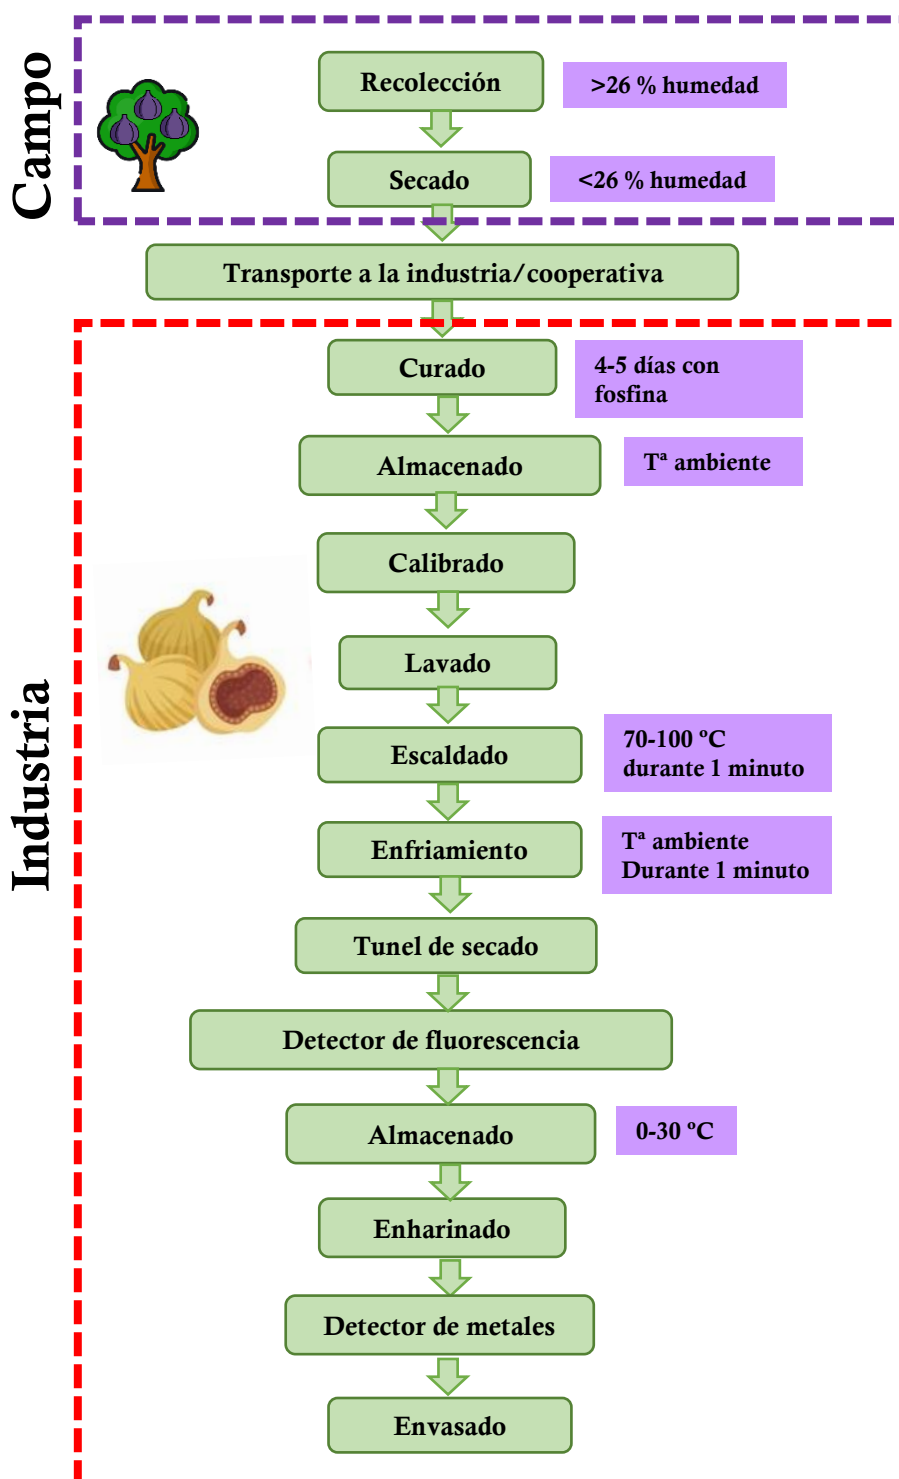 Campo
Recolección
>26 % humedad
Secado
<26 % humedad
Transporte a la industria/cooperativa
Industria
Curado
4-5 días con
fosfina
Almacenado
Tª ambiente
Calibrado
Lavado
Escaldado
70-100 ºC
durante 1 minuto
Enfriamiento
Tª ambiente
Durante 1 minuto
Tunel de secado
Detector de fluorescencia
Almacenado
0-30 ºC
Enharinado
Detector de metales
Envasado